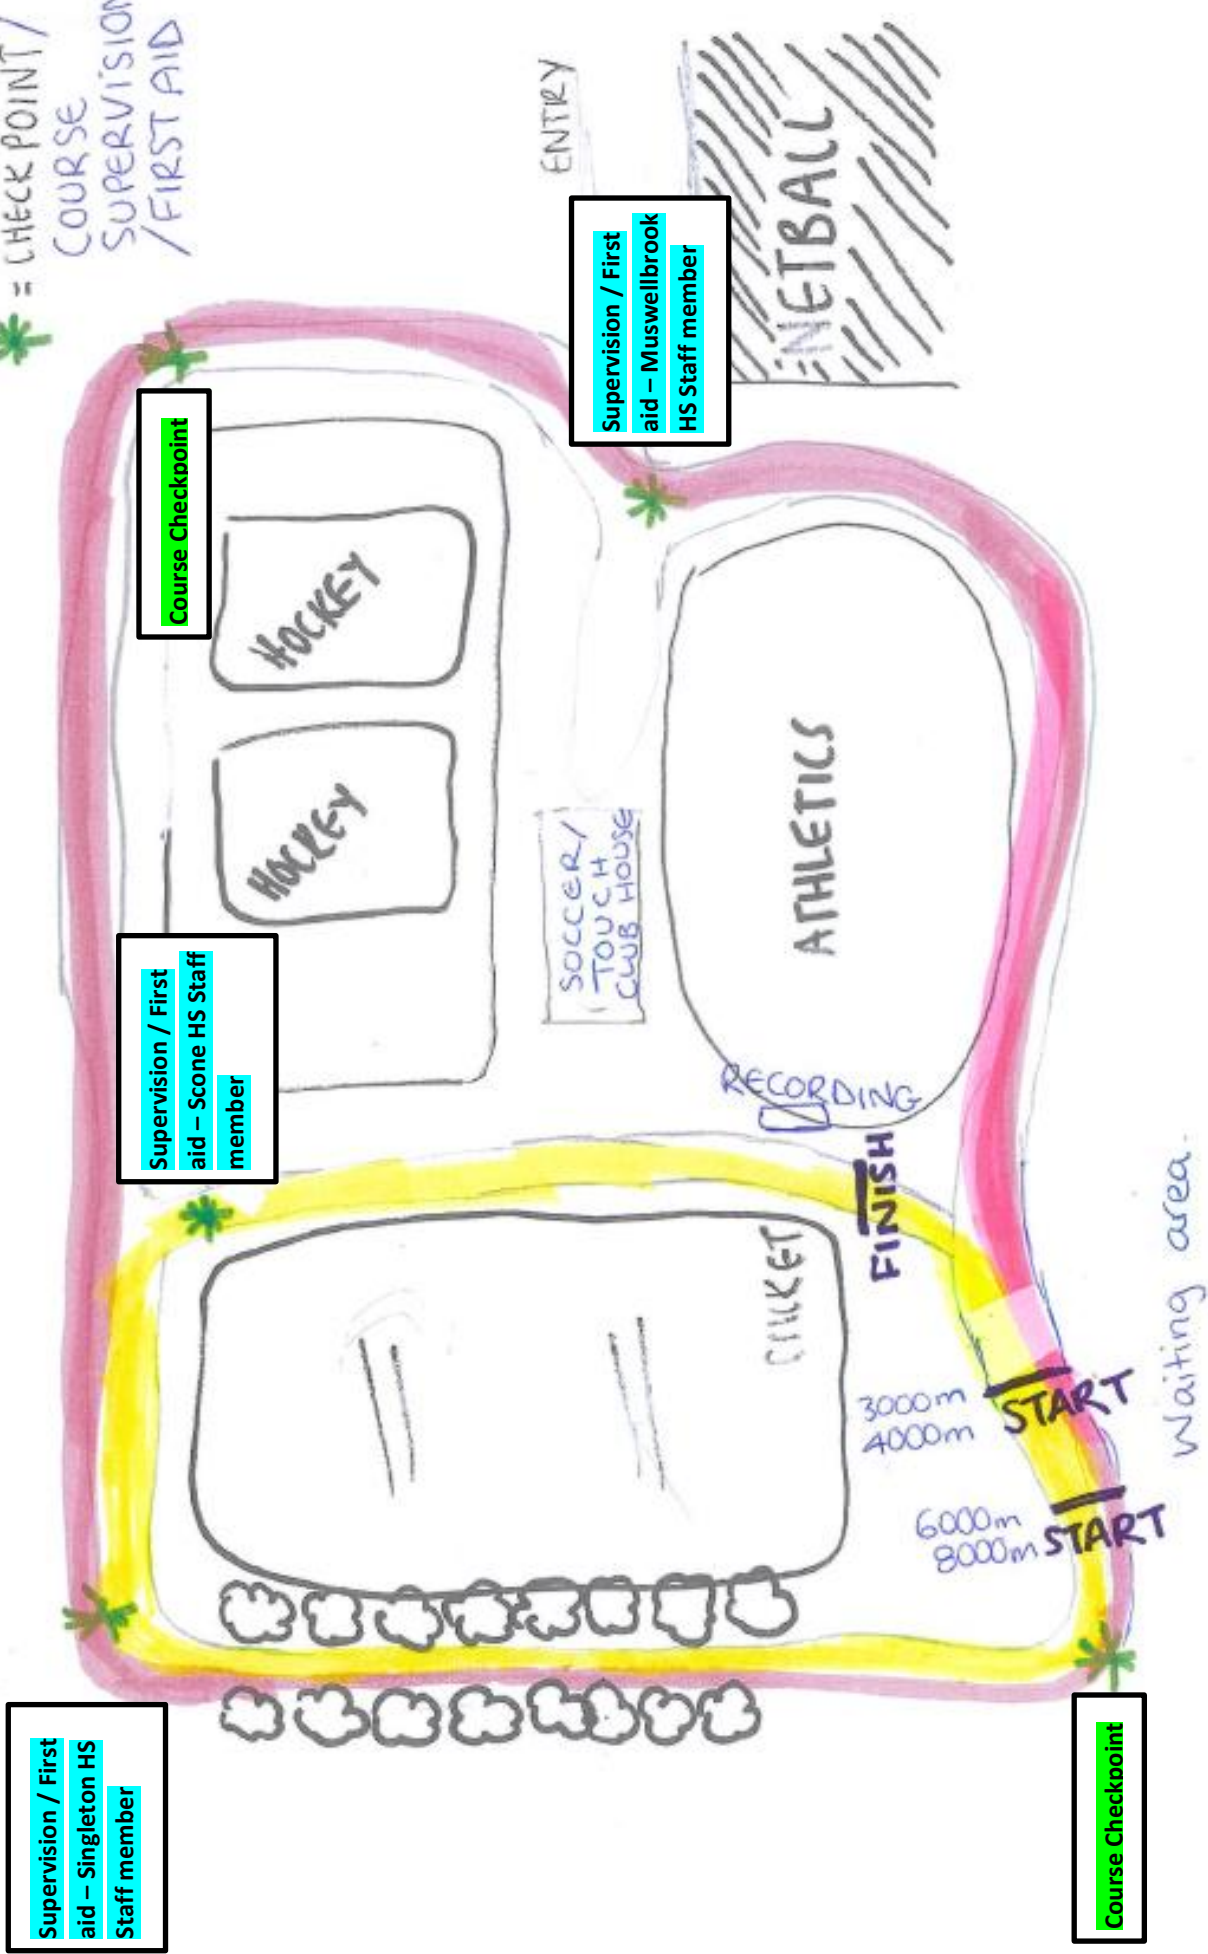 = CHECKPOINT/
COURSE
SUPERVISION
/FIRST AID
ENTRY
NETBALL
Supervision / First
aid – Muswellbrook
HS Staff member
Course Checkpoint
HOCKEY
HOCKEY
Supervision / First
aid – Scone HS Staff
member
SOCCER/
TOUCH
CLUB HOUSE
ATHLETICS
RECORDING
FINISH
CRICKET
3000m
4000m
START
6000m
8000m
START
Waiting area.
Supervision / First
aid – Singleton HS
Staff member
Course Checkpoint